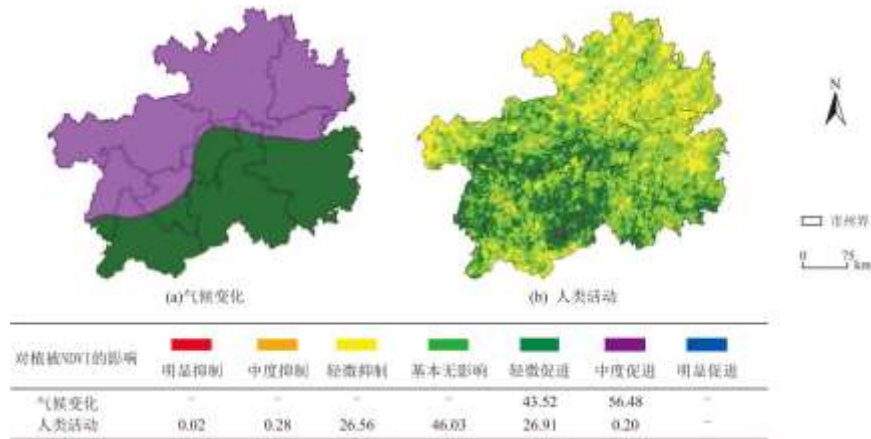 N
市州界
0 75
km
(a)气候变化
(b) 人类活动
对植被NDVI的影响
明显抑制 中度抑制 轻微抑制 基本无影响 轻微促进 中度促进 明显促进
气候变化 - - - - 43.52 56.48 -
人类活动 0.02 0.28 26.56 46.03 26.91 0.20 -